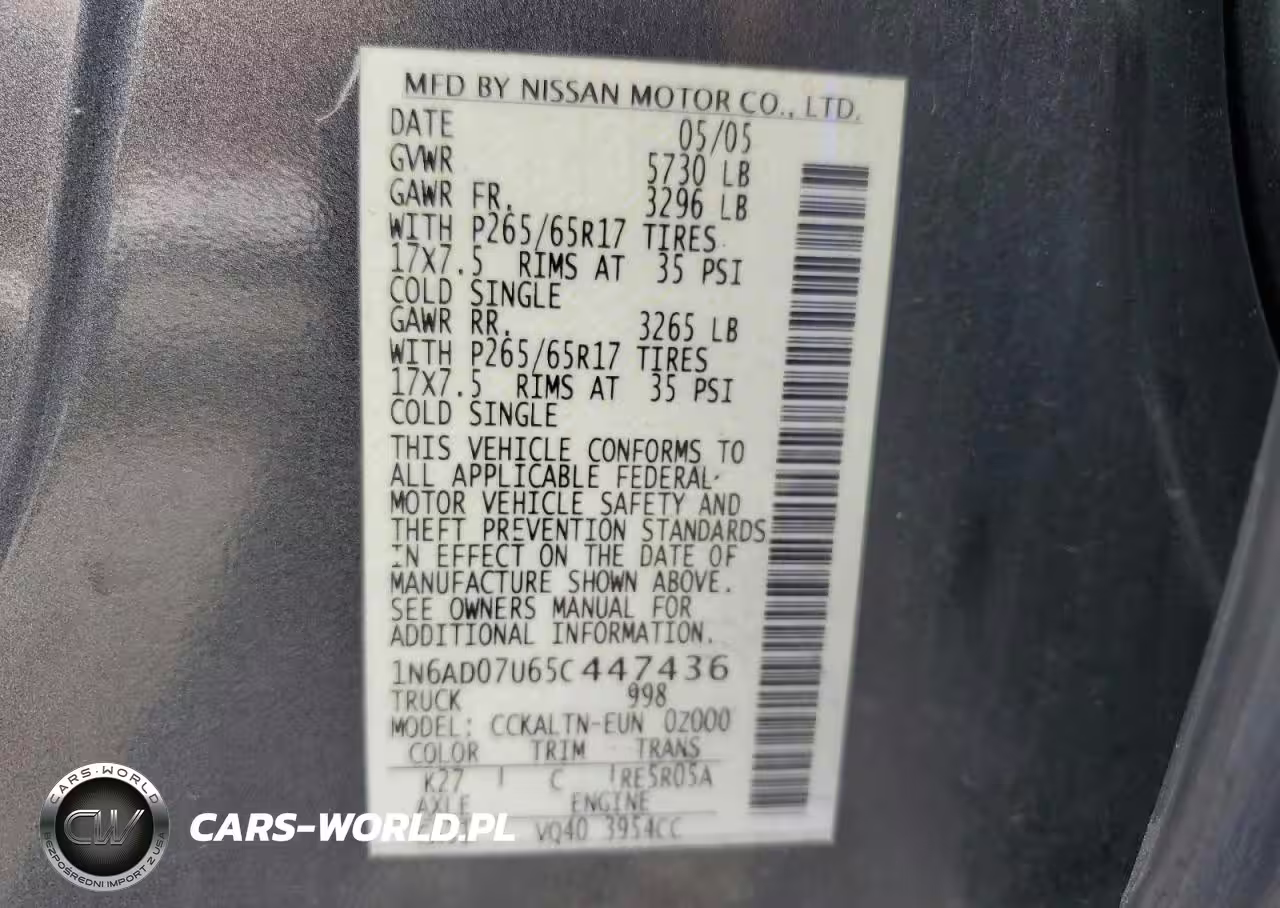 MFD BY NISSAN MOTOR CO., LTD.
DATE 05/05
GVWR 5730 LB
GAWR FR. 3296 LB
WITH P265/65R17 TIRES
17X7.5 RIMS AT 35 PSI
COLD SINGLE
GAWR RR. 3265 LB
WITH P265/65R17 TIRES
17X7.5 RIMS AT 35 PSI
COLD SINGLE
THIS VEHICLE CONFORMS TO
ALL APPLICABLE FEDERAL
MOTOR VEHICLE SAFETY AND
THEFT PREVENTION STANDARDS
IN EFFECT ON THE DATE OF
MANUFACTURE SHOWN ABOVE.
SEE OWNERS MANUAL FOR
ADDITIONAL INFORMATION.
1N6AD07U65C447436
TRUCK 998
MODEL: CCKALTN-EUN 0Z000
COLOR TRIM TRANS
K27 C RE5R05A
AXLE ENGINE
VQ40 3954CC
CARS-WORLD
CW
BEZPOŚREDNI IMPORT Z USA
CARS-WORLD.PL